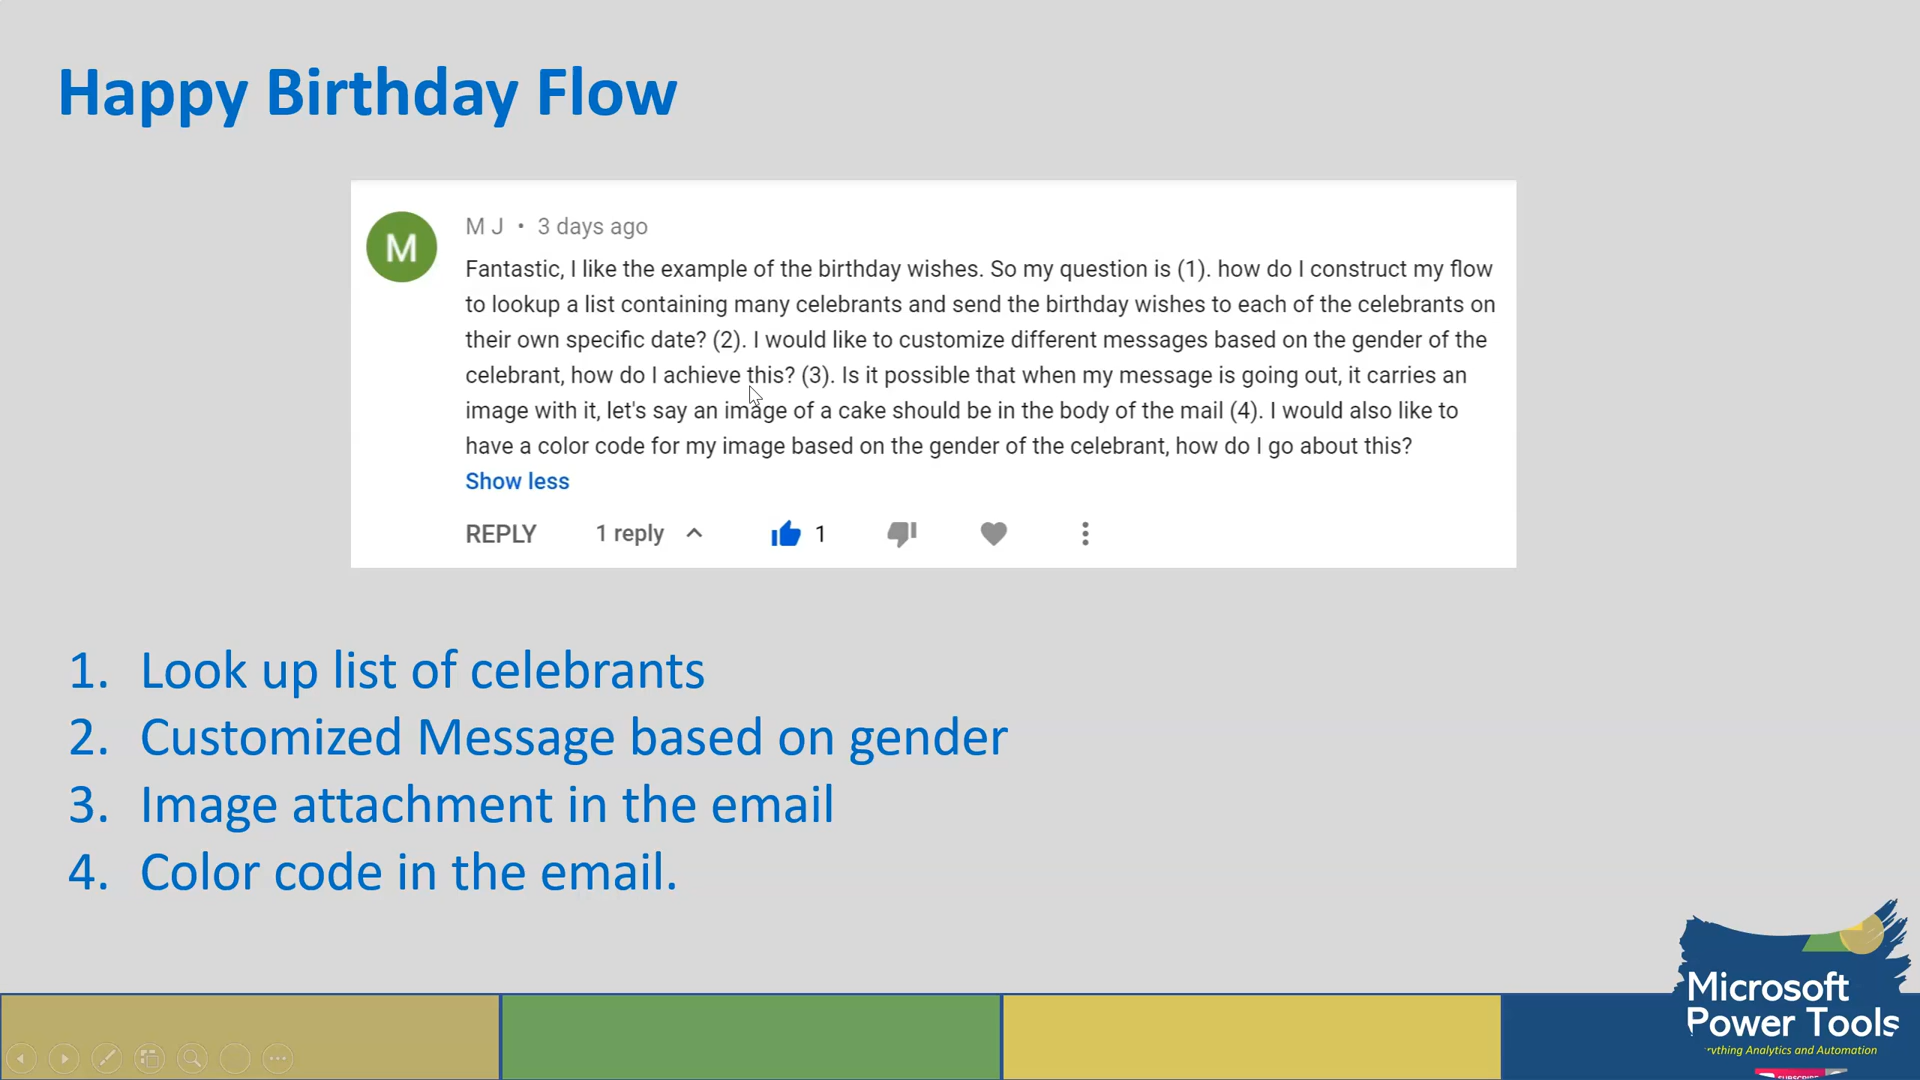 Happy Birthday Flow
M
M J • 3 days ago
Fantastic, I like the example of the birthday wishes. So my question is (1). how do I construct my flow
to lookup a list containing many celebrants and send the birthday wishes to each of the celebrants on
their own specific date? (2). I would like to customize different messages based on the gender of the
celebrant, how do I achieve this? (3). Is it possible that when my message is going out, it carries an
image with it, let's say an image of a cake should be in the body of the mail (4). I would also like to
have a color code for my image based on the gender of the celebrant, how do I go about this?
Show less
REPLY 1 reply 1
1. Look up list of celebrants
2. Customized Message based on gender
3. Image attachment in the email
4. Color code in the email.
Microsoft
Power Tools
Analytics and Automation